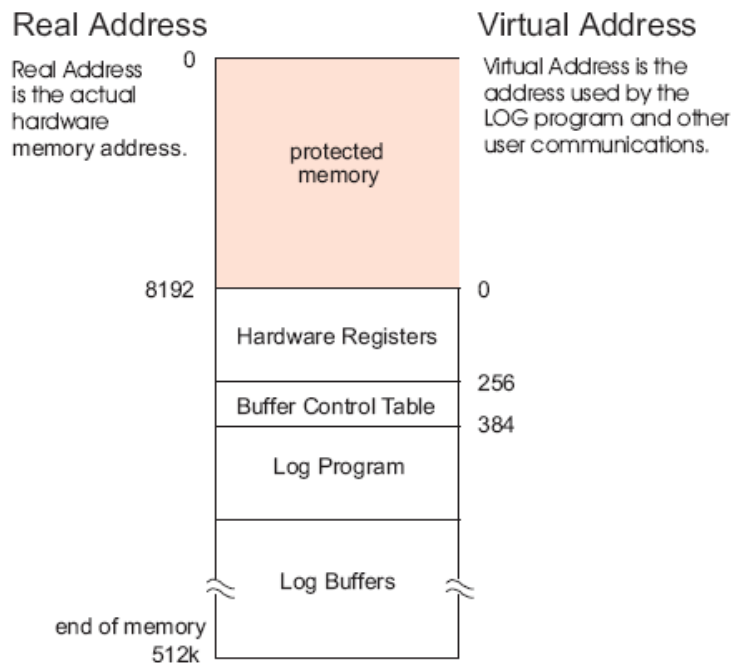 Real Address
Virtual Address
Real Address
is the actual
hardware
memory address.
0
Virtual Address is the
address used by the
LOG program and other
user communications.
protected
memory
8192
0
Hardware Registers
256
Buffer Control Table
384
Log Program
Log Buffers
end of memory
512k